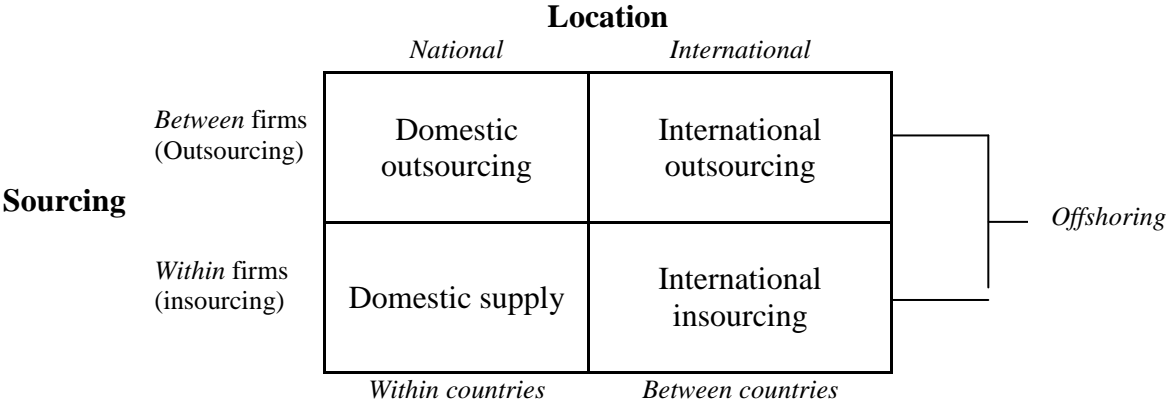 Location
National International
Between firms
(Outsourcing)
Domestic
outsourcing
International
outsourcing
Sourcing
Offshoring
Within firms
(insourcing)
Domestic supply
International
insourcing
Within countries Between countries